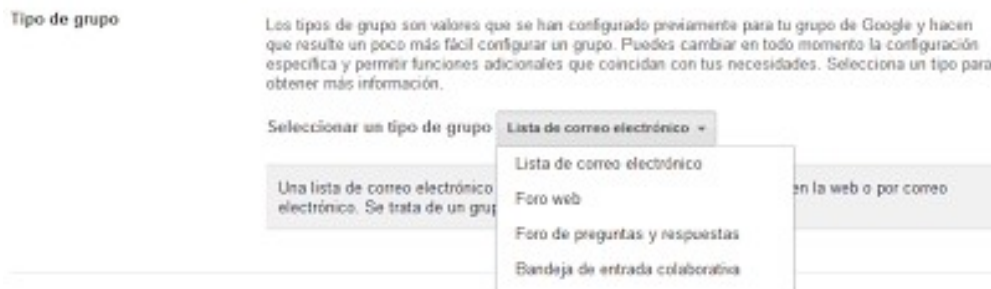 Tipo de grupo
Los tipos de grupo son valores que se han configurado previamente para tu grupo de Google y hacen
que resulte un poco más fácil configurar un grupo. Puedes cambiar en todo momento la configuración
específica y permitir funciones adicionales que coincidan con tus necesidades. Selecciona un tipo para
obtener más información.
Seleccionar un tipo de grupo Lista de correo electrónico
Lista de correo electrónico
Una lista de correo electrónico en la web o por correo
Foro web
electrónico. Se trata de un
Foro de preguntas y respuestas
Bandeja de entrada colaborativa